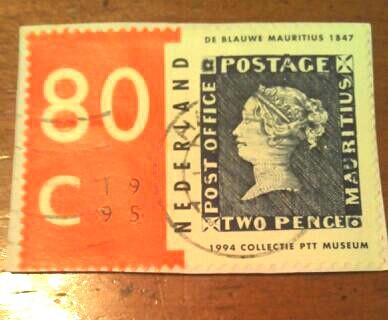 80
C
19
95
NEDERLAND
DE BLAUWE MAURITIUS 1847
POSTAGE
POST OFFICE
MAURITIUS
TWO PENCE
1994 COLLECTIE PTT MUSEUM